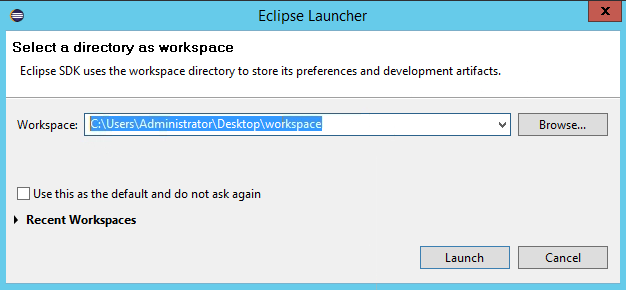 Eclipse Launcher
Select a directory as workspace
Eclipse SDK uses the workspace directory to store its preferences and development artifacts.
Workspace: C:\Users\Administrator\Desktop\workspace Browse...
Use this as the default and do not ask again
Recent Workspaces
Launch Cancel